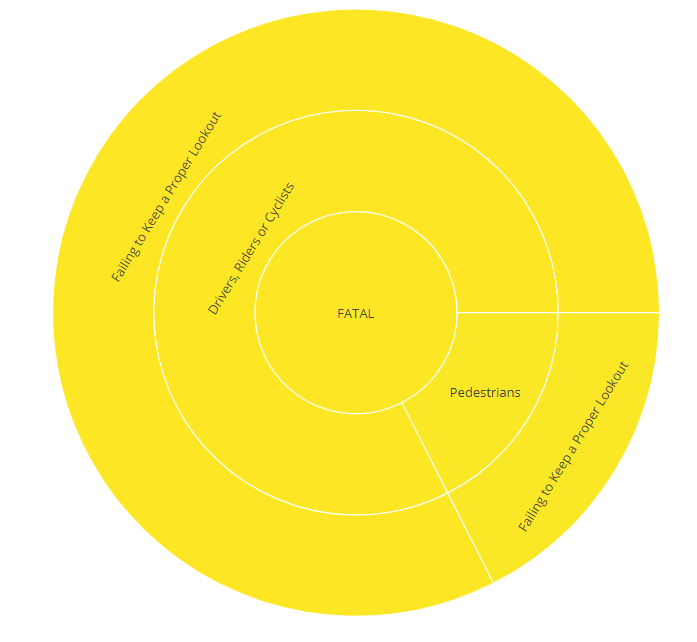 Failing to Keep a Proper Lookout
Drivers, Riders or Cyclists
FATAL
Pedestrians
Failing to Keep a Proper Lookout